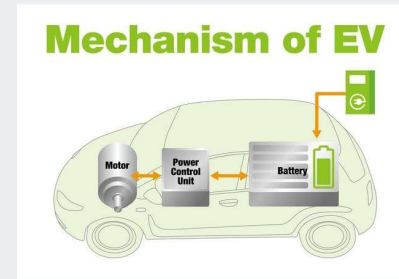 Mechanism of EV
Motor
Power
Control
Unit
Battery